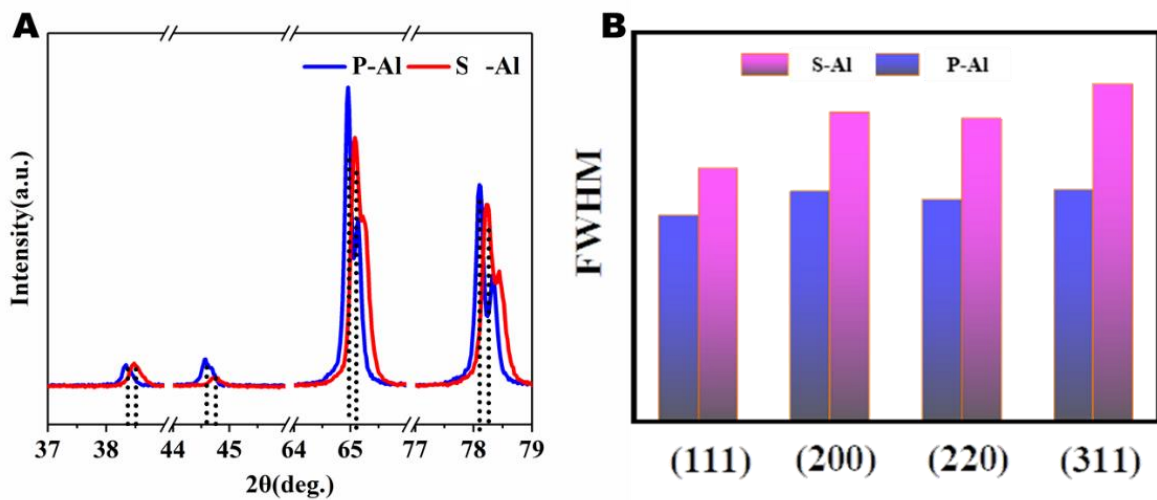 A
P-Al S -Al
Intensity(a.u.)
37 38 44 45 64 65 77 78 79
2θ(deg.)
B
S-Al P-Al
FWHM
(111) (200) (220) (311)